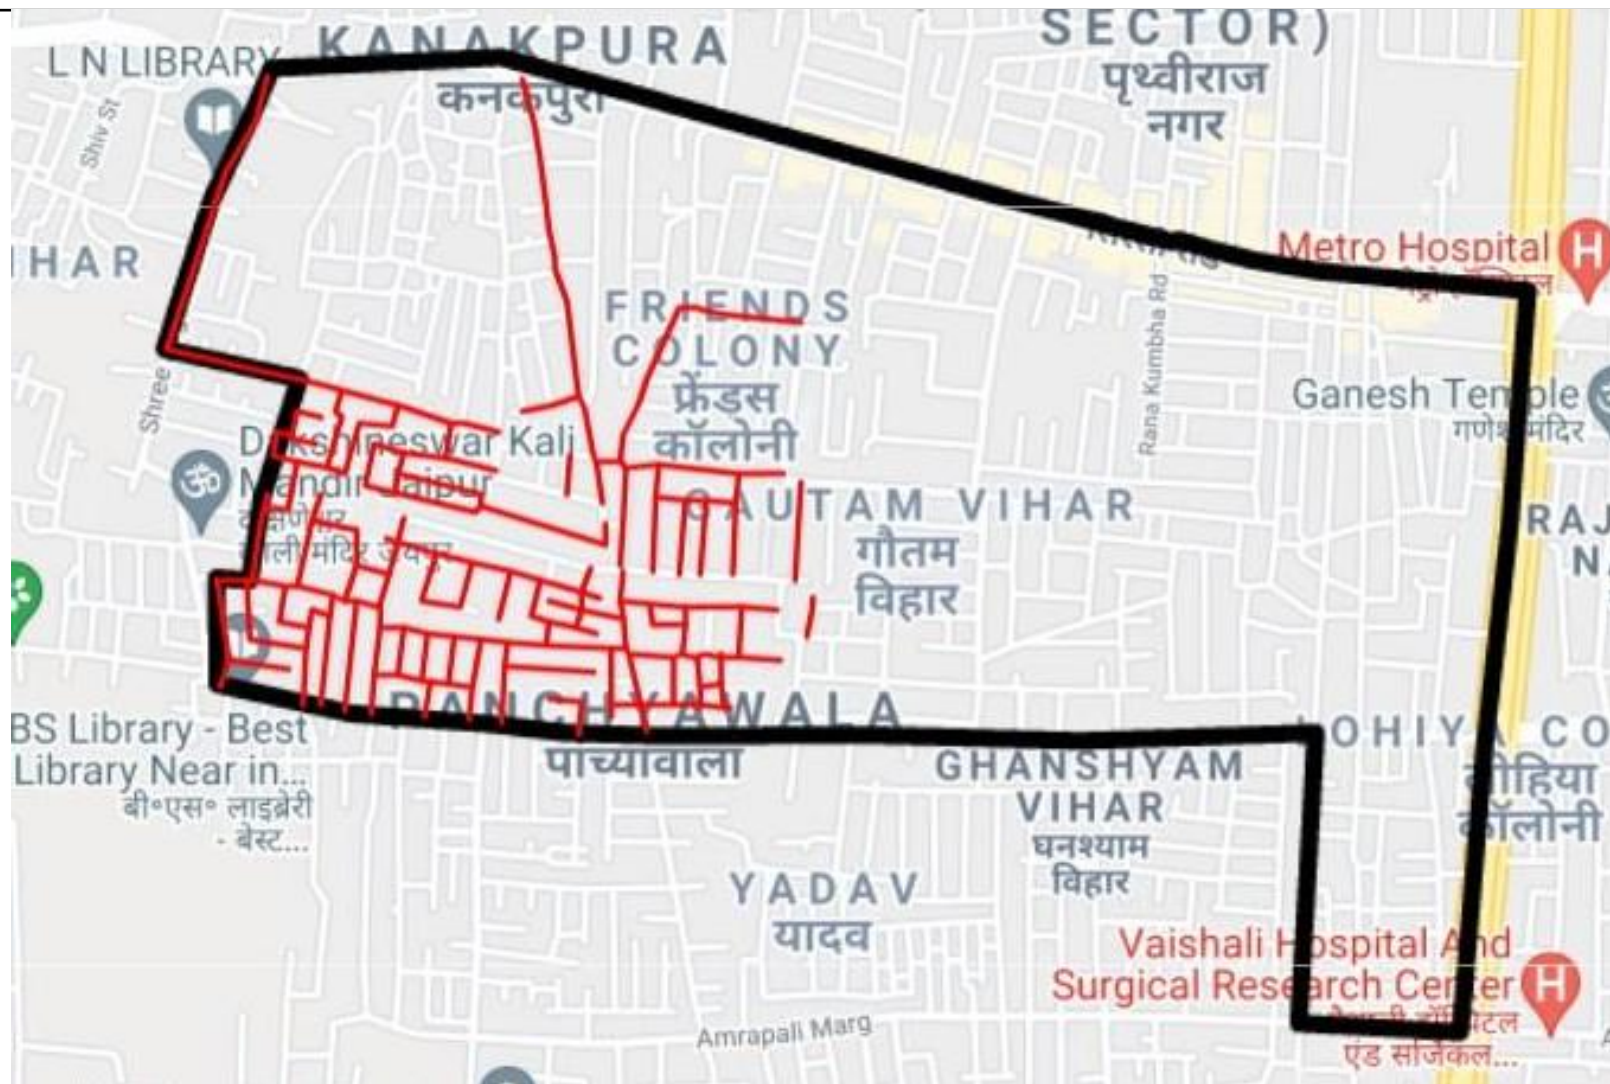 SECTOR)
पृथ्वीराज
नगर
KANAKPURA
कनकपुरा
L N LIBRARY
Shiv St
IHAR
Metro Hospital
Rana Kumbha Rd
FRIENDS
COLONY
फ्रेंडस
कॉलोनी
Ganesh Temple
गणेश मंदिर
Shree
Dakshineswar Kali
Mandir Jaipur
GAUTAM VIHAR
गौतम
विहार
RAJ
PANCHYAWALA
पांच्यावाला
BS Library - Best
Library Near in...
बी॰एस॰ लाइब्रेरी
- बेस्ट...
GHANSHYAM
VIHAR
घनश्याम
विहार
LOHIYA CO
लोहिया
कॉलोनी
YADAV
यादव
Vaishali Hospital And
Surgical Research Center
एंड सर्जिकल...
Amrapali Marg